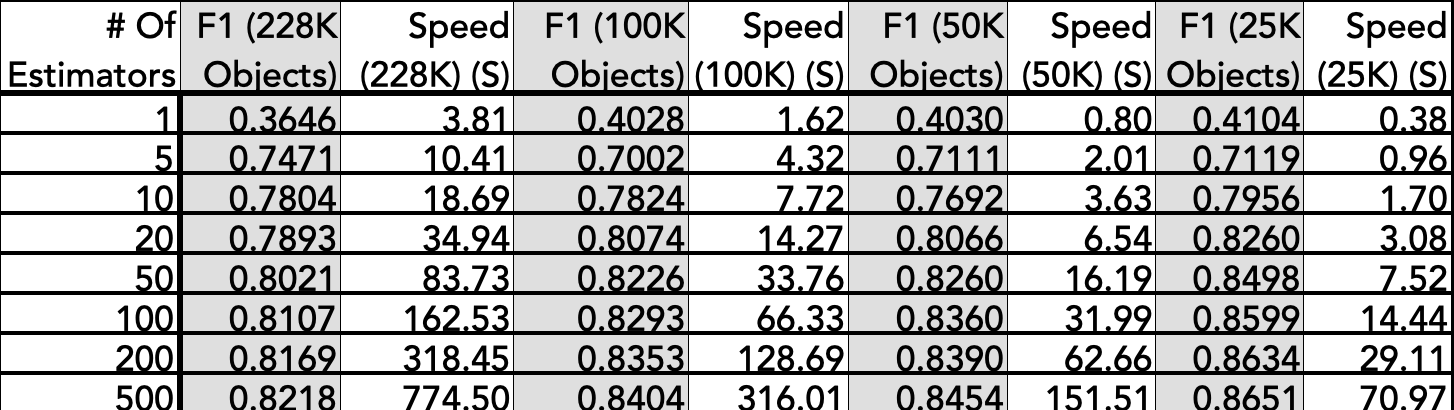 # Of Estimators F1 (228K Objects) Speed (228K) (S) F1 (100K Objects) Speed (100K) (S) F1 (50K Objects) Speed (50K) (S) F1 (25K Objects) Speed (25K) (S)
1 0.3646 3.81 0.4028 1.62 0.4030 0.80 0.4104 0.38
5 0.7471 10.41 0.7002 4.32 0.7111 2.01 0.7119 0.96
10 0.7804 18.69 0.7824 7.72 0.7692 3.63 0.7956 1.70
20 0.7893 34.94 0.8074 14.27 0.8066 6.54 0.8260 3.08
50 0.8021 83.73 0.8226 33.76 0.8260 16.19 0.8498 7.52
100 0.8107 162.53 0.8293 66.33 0.8360 31.99 0.8599 14.44
200 0.8169 318.45 0.8353 128.69 0.8390 62.66 0.8634 29.11
500 0.8218 774.50 0.8404 316.01 0.8454 151.51 0.8651 70.97